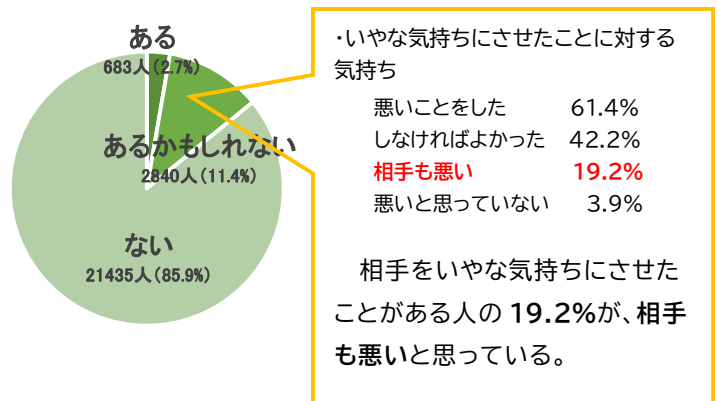 ある
683人(2.7%)
あるかもしれない
2840人(11.4%)
ない
21435人(85.9%)
・いやな気持ちにさせたことに対する
気持ち
悪いことをした 61.4%
しなければよかった 42.2%
相手も悪い 19.2%
悪いと思っていない 3.9%
相手をいやな気持ちにさせた
ことがある人の 19.2%が、相手
も悪いと思っている。